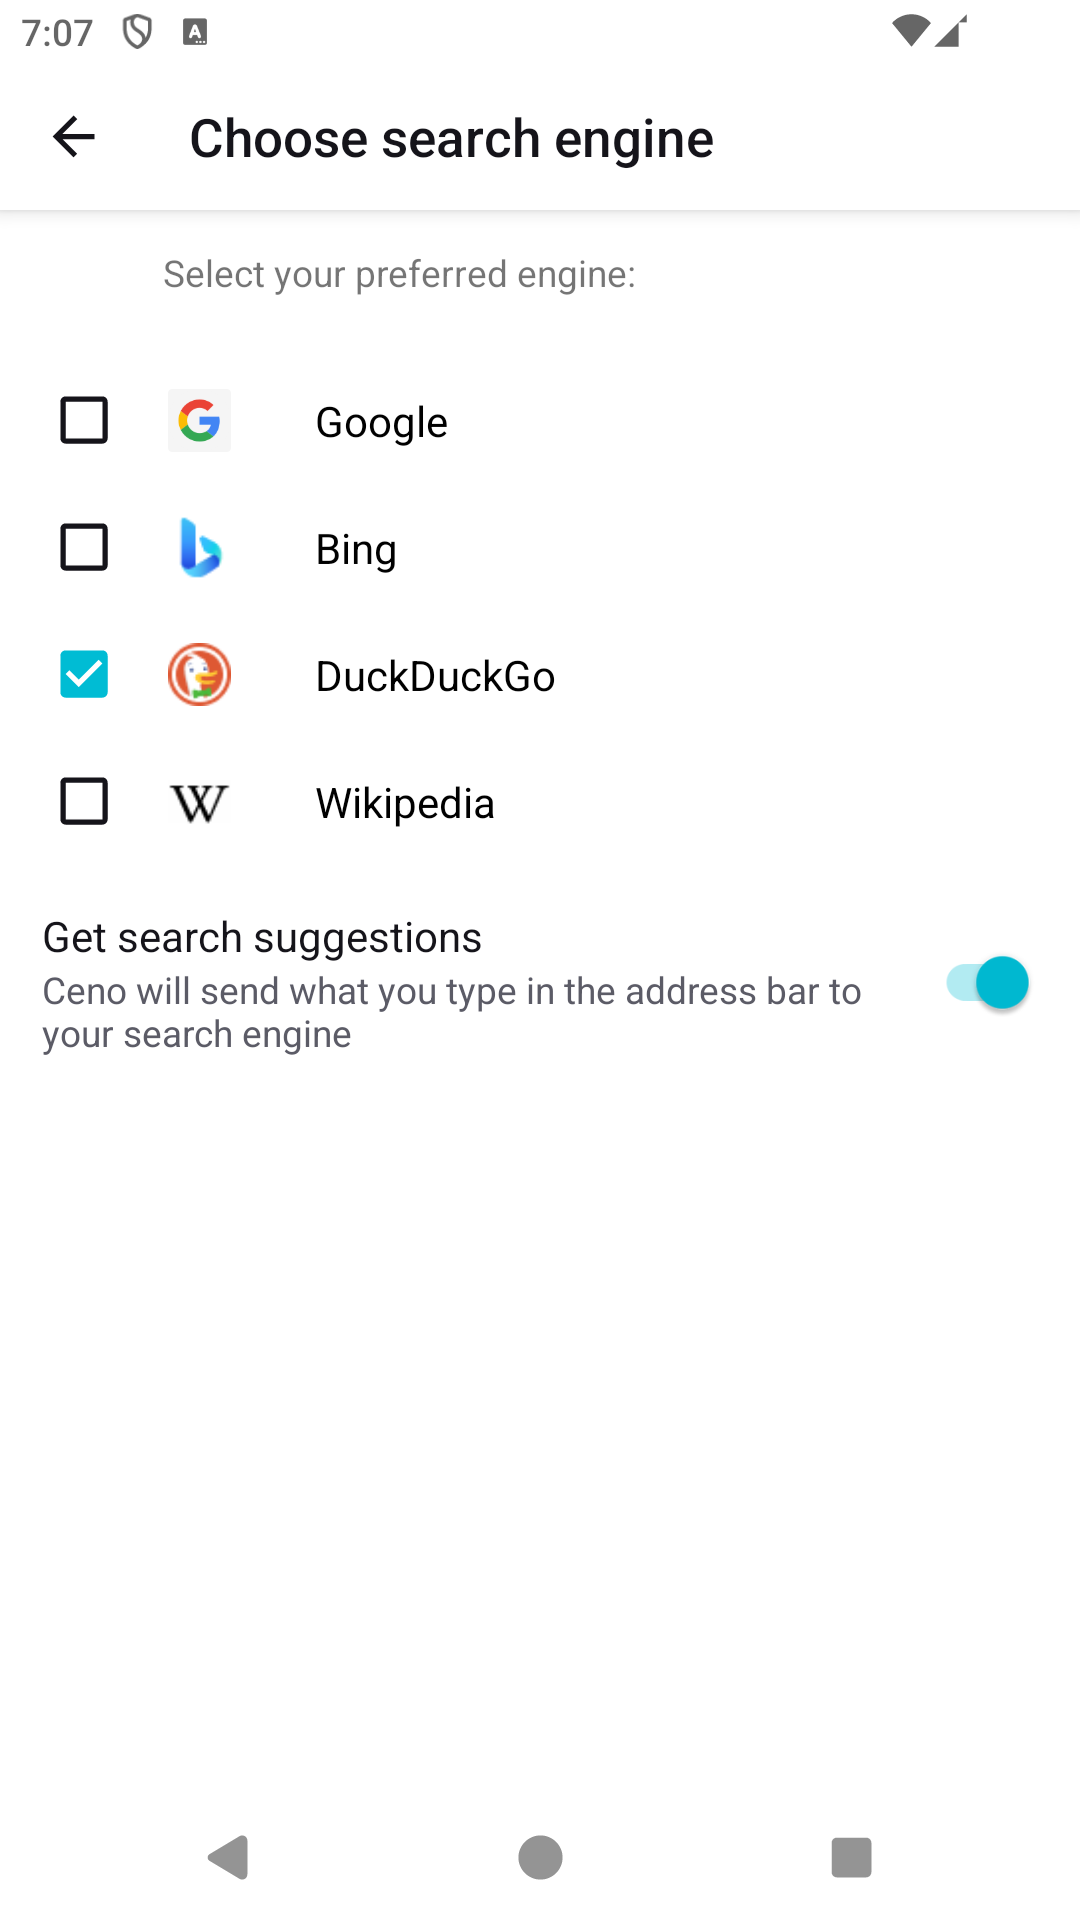 7:07
Choose search engine
Select your preferred engine:
Google
Bing
DuckDuckGo
Wikipedia
Get search suggestions
Ceno will send what you type in the address bar to
your search engine